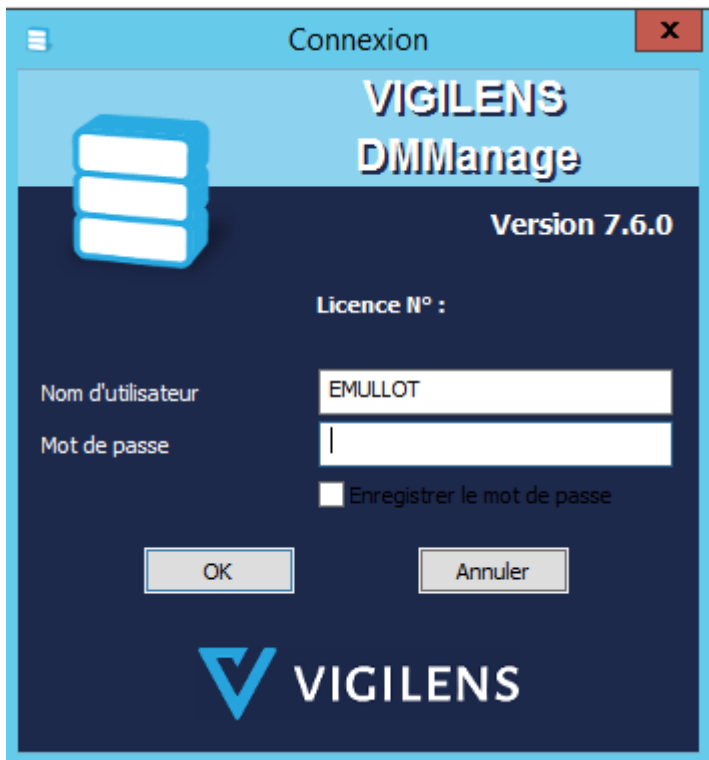 Connexion
x
VIGILENS
DMManage
Version 7.6.0
Licence N° :
Nom d'utilisateur EMULLOT
Mot de passe
Enregistrer le mot de passe
OK Annuler
VIGILENS